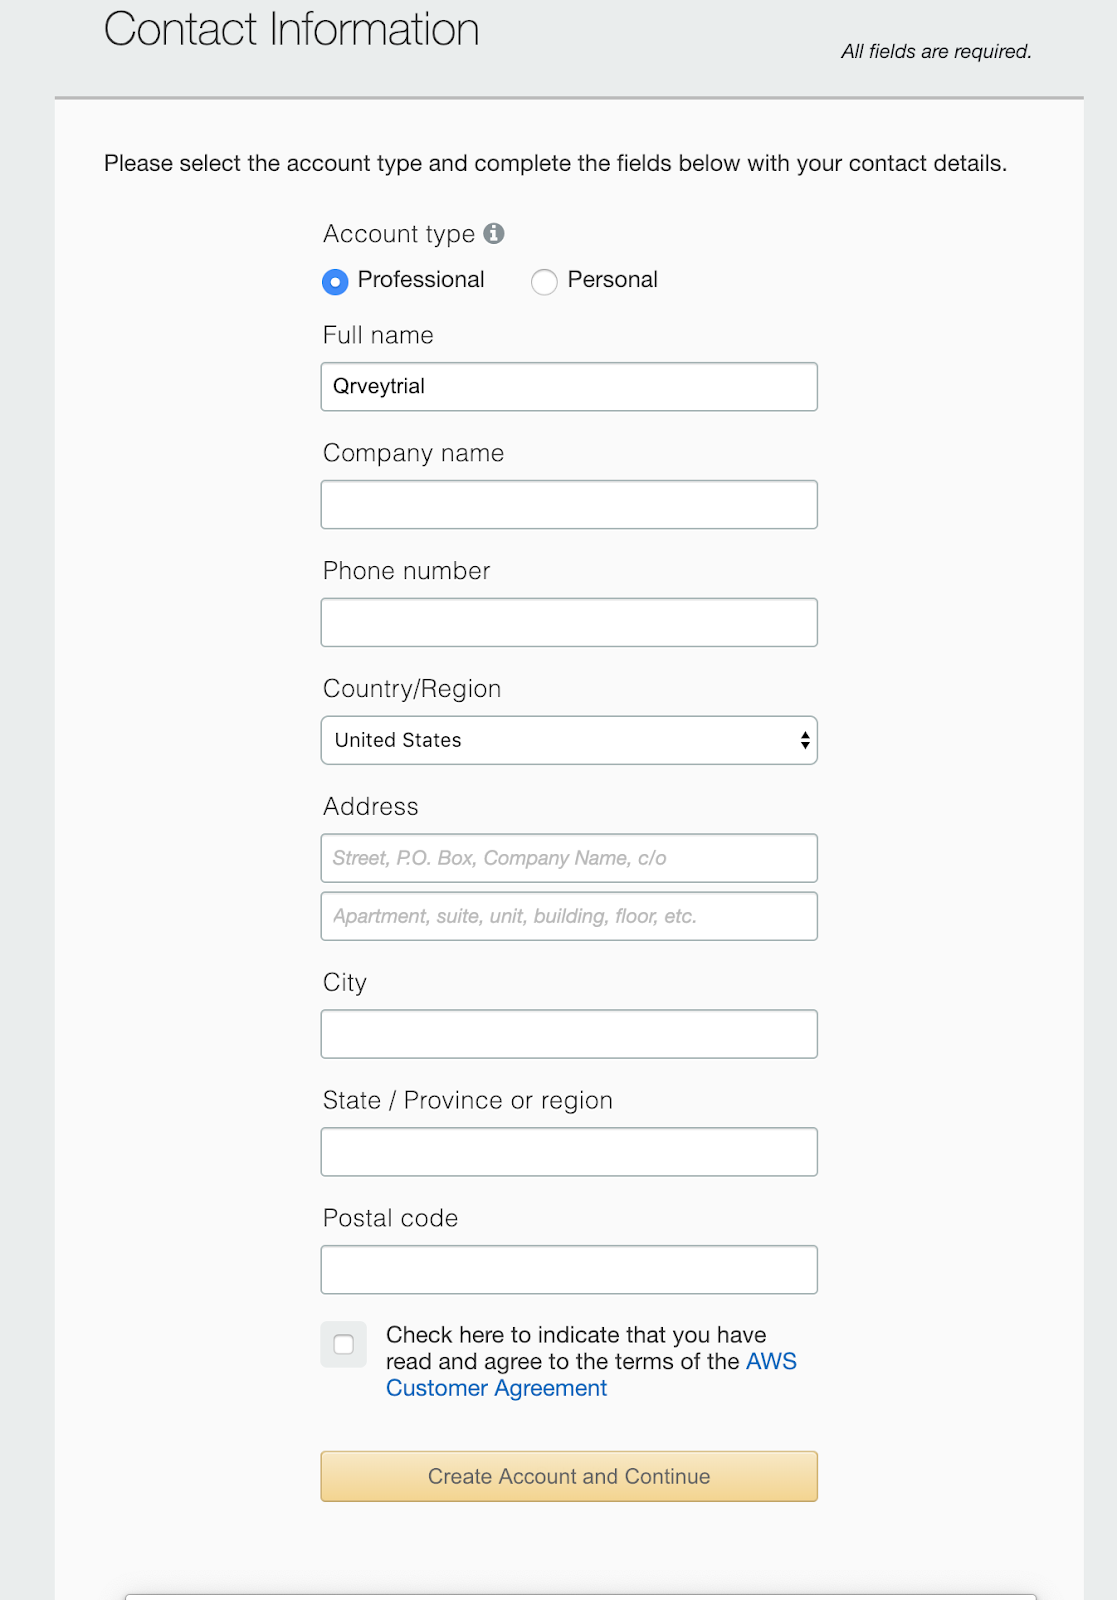 Contact Information
All fields are required.
Please select the account type and complete the fields below with your contact details.
Account type
Professional
Personal
Full name
Qrveytrial
Company name
Phone number
Country/Region
United States
Address
Street, P.O. Box, Company Name, c/o
Apartment, suite, unit, building, floor, etc.
City
State / Province or region
Postal code
Check here to indicate that you have
read and agree to the terms of the AWS
Customer Agreement
Create Account and Continue